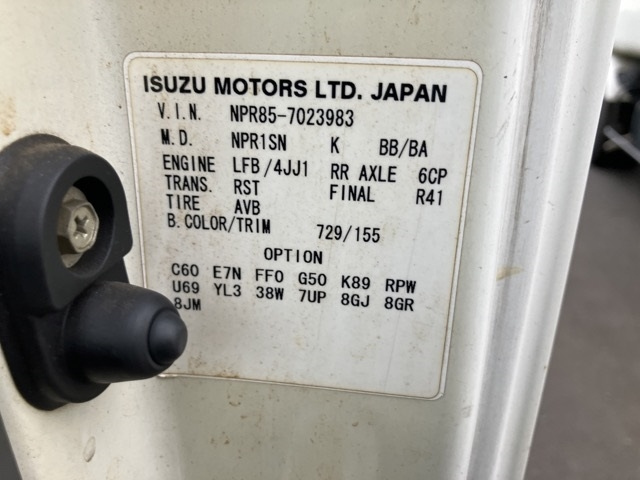 ISUZU MOTORS LTD. JAPAN
V.I.N. NPR85-7023983
M.D. NPR1SN K BB/BA
ENGINE LFB/4JJ1 RR AXLE 6CP
TRANS. RST FINAL R41
TIRE AVB
B.COLOR/TRIM 729/155
OPTION
C60 E7N FF0 G50 K89 RPW
U69 YL3 38W 7UP 8GJ 8GR
8JM